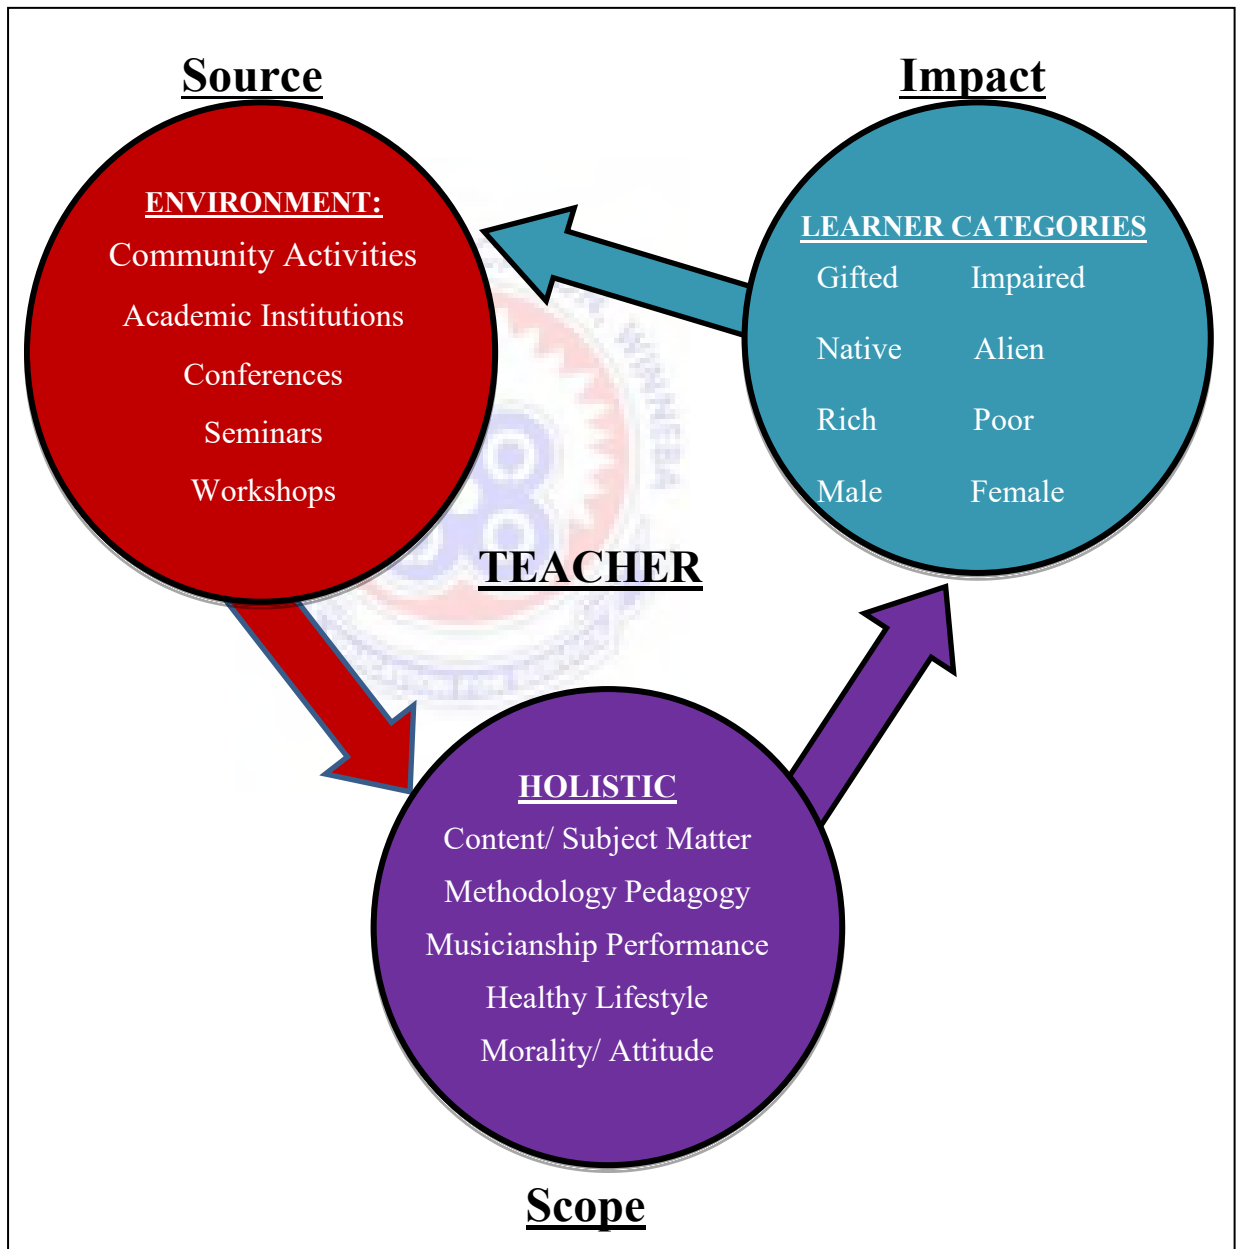 Source
Impact
ENVIRONMENT:
Community Activities
Academic Institutions
Conferences
Seminars
Workshops
LEARNER CATEGORIES
Gifted Impaired
Native Alien
Rich Poor
Male Female
WINNEBA
TEACHER
HOLISTIC
Content/ Subject Matter
Methodology Pedagogy
Musicianship Performance
Healthy Lifestyle
Morality/ Attitude
Scope